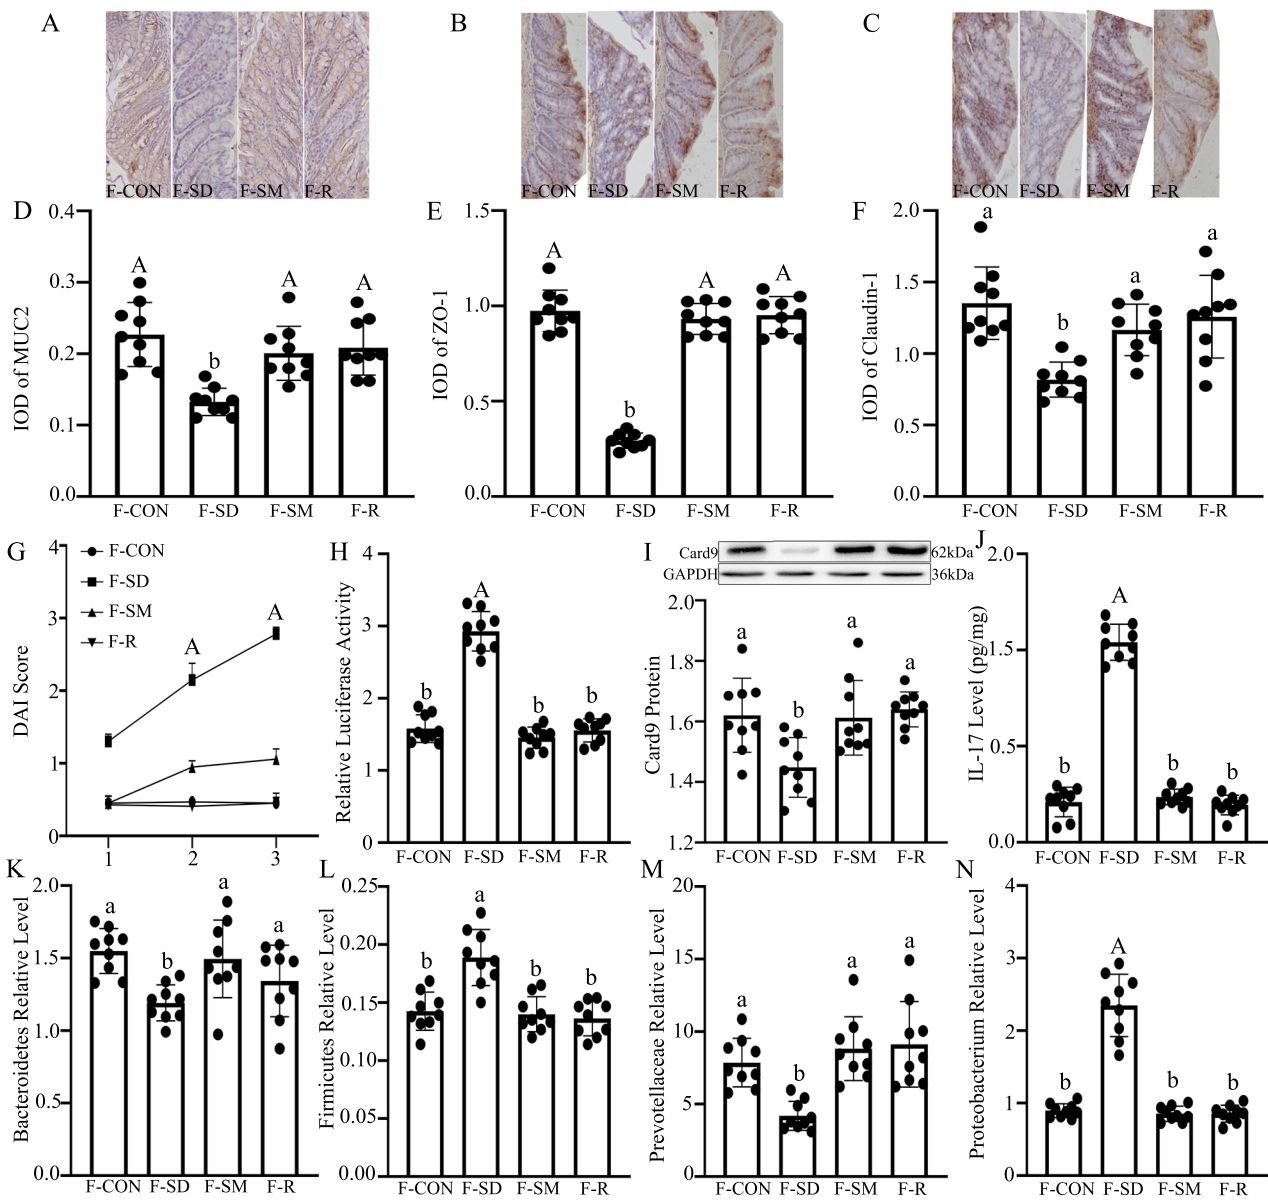 A
B
C
F-CON F-SD F-SM F-R
F-CON F-SD F-SM F-R
F-CON F-SD F-SM F-R
D
IOD of MUC2
0.4
0.3
0.2
0.1
0.0
A
b
A
A
F-CON F-SD F-SM F-R
E
IOD of ZO-1
1.5
1.0
0.5
0.0
A
b
A
A
F-CON F-SD F-SM F-R
F
IOD of Claudin-1
2.0
1.5
1.0
0.5
0.0
a
b
a
a
F-CON F-SD F-SM F-R
G
DAI Score
4
3
2
1
0
F-CON
F-SD
F-SM
F-R
A
A
1 2 3
H
Relative Luciferase Activity
4
3
2
1
0
b
A
b
b
F-CON F-SD F-SM F-R
I
Card9 62kDa
GAPDH 36kDa
Card9 Protein
2.0
1.8
1.6
1.4
1.2
a
b
a
a
F-CON F-SD F-SM F-R
J
IL-17 Level (pg/mg)
2.0
1.5
0.5
0.0
b
A
b
b
F-CON F-SD F-SM F-R
K
Bacteroidetes Relative Level
2.0
1.5
1.0
0.5
0.0
a
b
a
a
F-CON F-SD F-SM F-R
L
Firmicutes Relative Level
0.25
0.20
0.15
0.10
0.05
0.00
b
a
b
b
F-CON F-SD F-SM F-R
M
Prevotellaceae Relative Level
20
15
10
5
0
a
b
a
a
F-CON F-SD F-SM F-R
N
Proteobacterium Relative Level
4
3
2
1
0
b
A
b
b
F-CON F-SD F-SM F-R